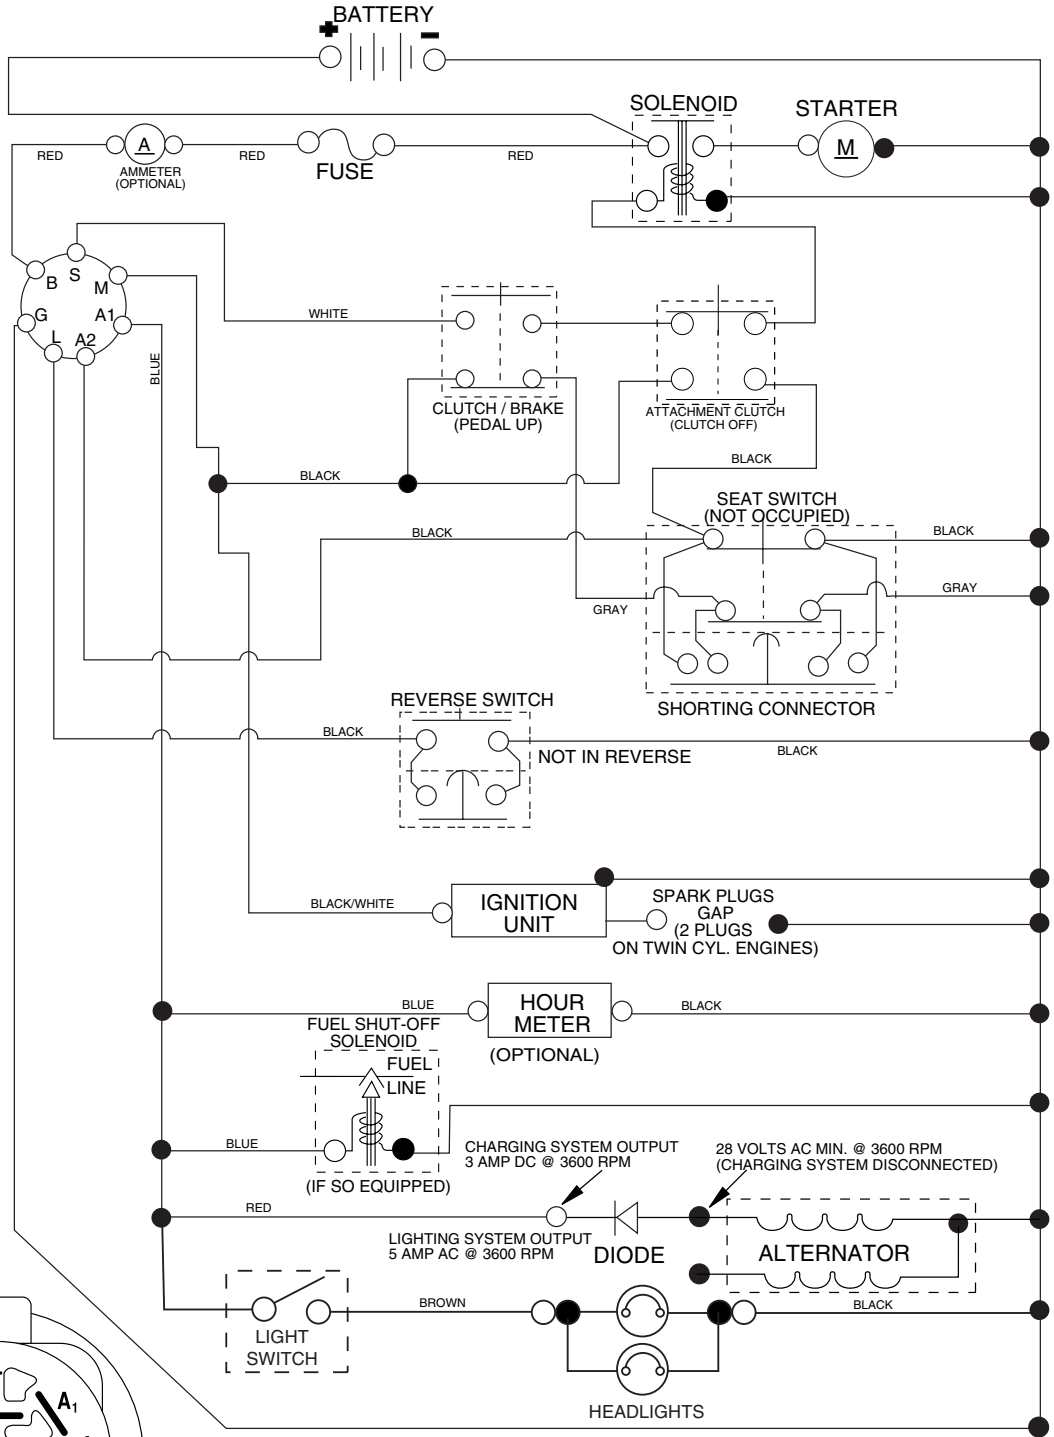 BATTERY
SOLENOID
STARTER
RED
A
RED
FUSE
RED
M
AMMETER
(OPTIONAL)
B
S
M
G
A1
L
A2
BLUE
WHITE
CLUTCH / BRAKE
(PEDAL UP)
ATTACHMENT CLUTCH
(CLUTCH OFF)
BLACK
BLACK
SEAT SWITCH
(NOT OCCUPIED)
BLACK
BLACK
GRAY
GRAY
SHORTING CONNECTOR
REVERSE SWITCH
BLACK
NOT IN REVERSE
BLACK
BLACK/WHITE
IGNITION
UNIT
SPARK PLUGS
GAP
(2 PLUGS
ON TWIN CYL. ENGINES)
BLUE
HOUR
METER
BLACK
(OPTIONAL)
FUEL SHUT-OFF
SOLENOID
FUEL
LINE
BLUE
(IF SO EQUIPPED)
CHARGING SYSTEM OUTPUT
3 AMP DC @ 3600 RPM
28 VOLTS AC MIN. @ 3600 RPM
(CHARGING SYSTEM DISCONNECTED)
RED
LIGHTING SYSTEM OUTPUT
5 AMP AC @ 3600 RPM
DIODE
ALTERNATOR
LIGHT
SWITCH
BROWN
BLACK
HEADLIGHTS
A1